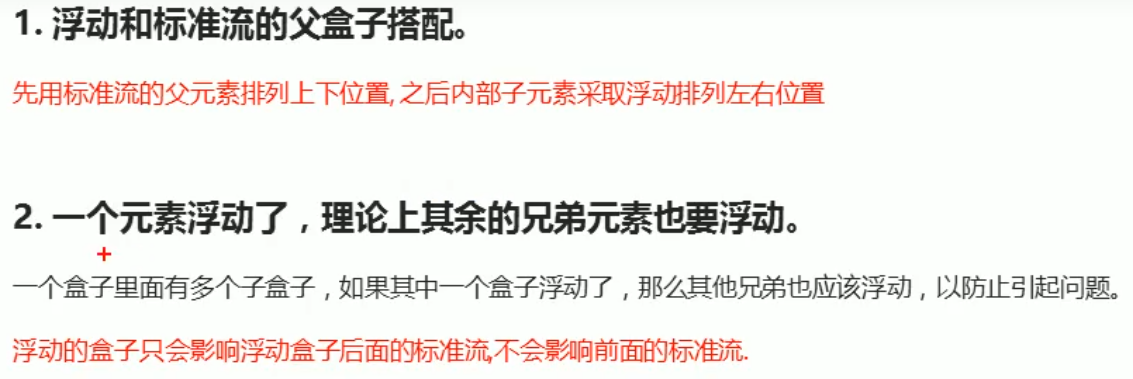 1. 浮动和标准流的父盒子搭配。
先用标准流的父元素排列上下位置, 之后内部子元素采取浮动排列左右位置
2. 一个元素浮动了，理论上其余的兄弟元素也要浮动。
一个盒子里面有多个子盒子，如果其中一个盒子浮动了，那么其他兄弟也应该浮动，以防止引起问题。
浮动的盒子只会影响浮动盒子后面的标准流,不会影响前面的标准流.